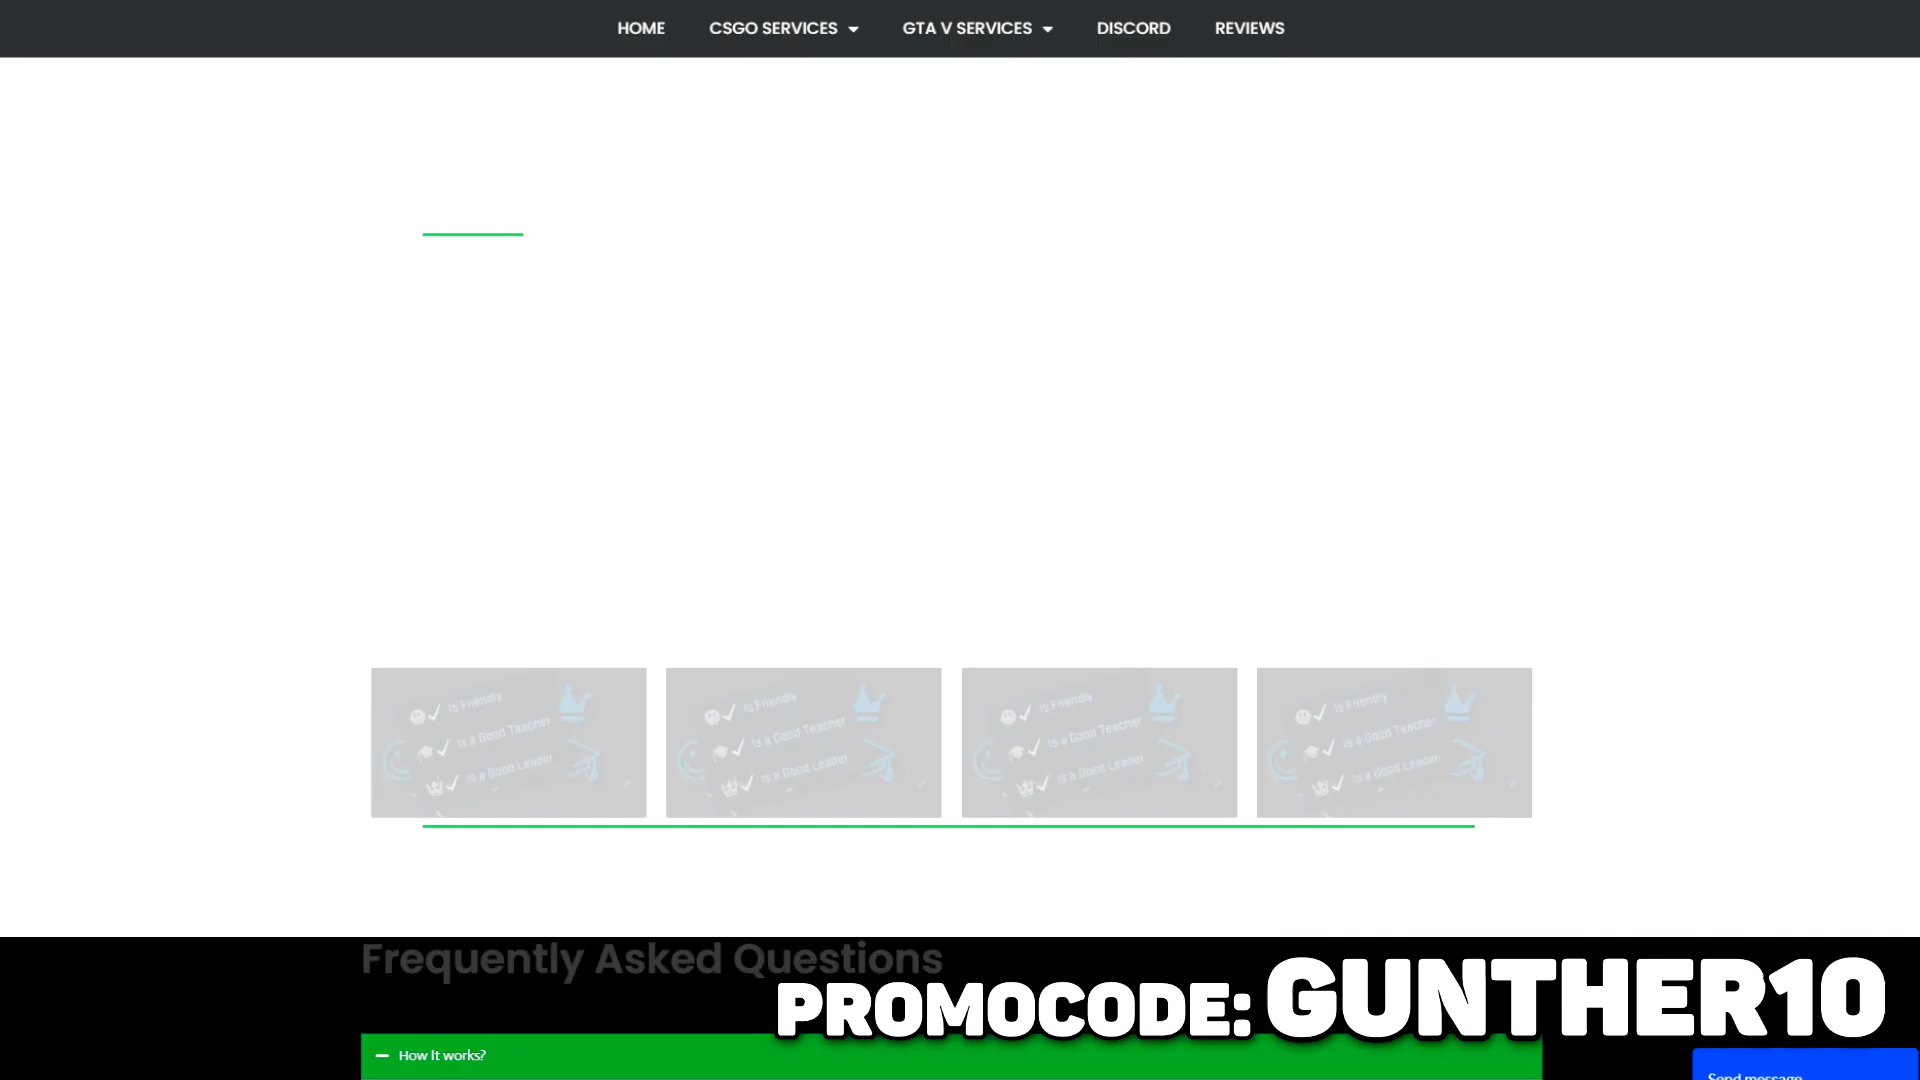 HOME CSGO SERVICES GTA V SERVICES DISCORD REVIEWS
Is Friendly Is Friendly Is Friendly Is Friendly
Is a Good Teacher Is a Good Teacher Is a Good Teacher Is a Good Teacher
Is a Good Leader Is a Good Leader Is a Good Leader Is a Good Leader
Frequently Asked Questions
PROMOCODE: GUNTHER10
How It works?
Send message